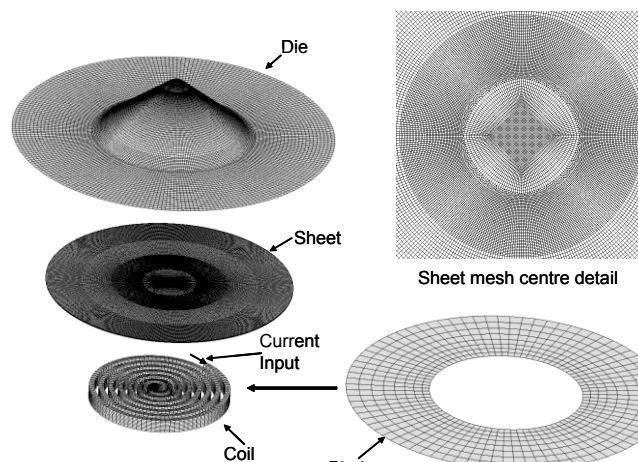 Die
Sheet
Sheet mesh centre detail
Current
Input
Coil